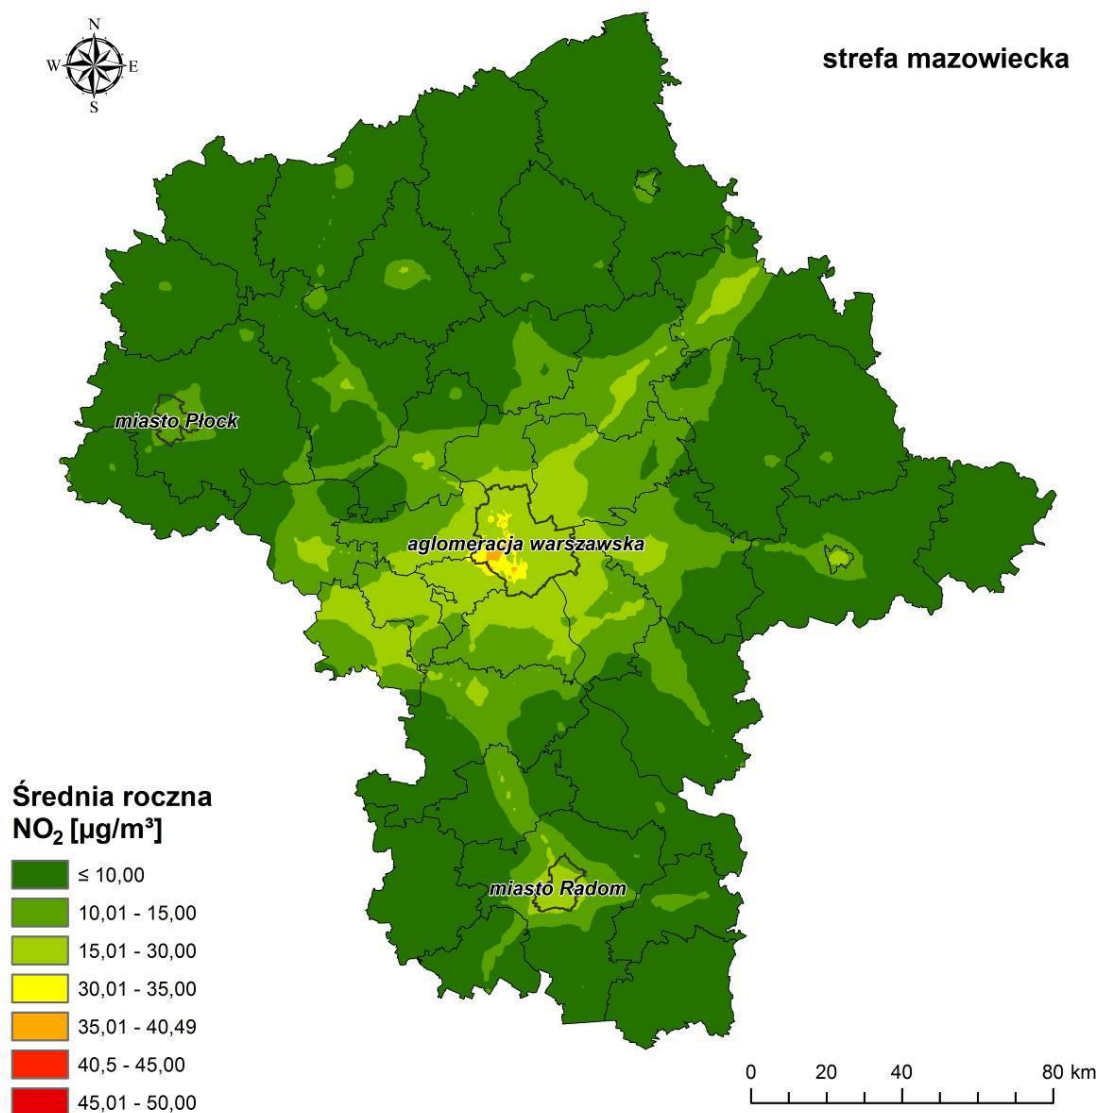 N
W E
S
strefa mazowiecka
miasto Płock
aglomeracja warszawska
miasto Radom
Średnia roczna
NO₂ [µg/m³]
≤ 10,00
10,01 - 15,00
15,01 - 30,00
30,01 - 35,00
35,01 - 40,49
40,5 - 45,00
45,01 - 50,00
0 20 40 80 km